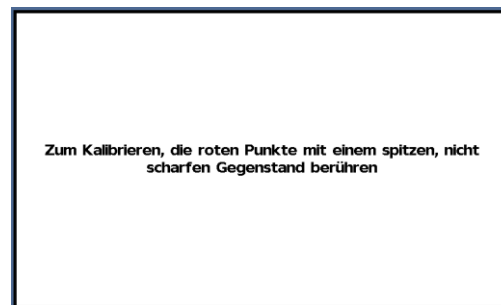 Zum Kalibrieren, die roten Punkte mit einem spitzen, nicht
scharfen Gegenstand berühren